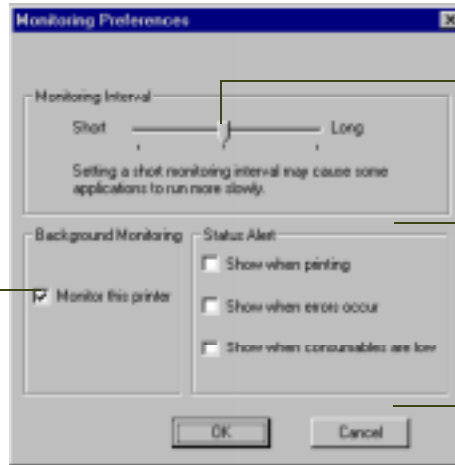 Monitoring Preferences
Monitoring Interval
Short Long
Setting a short monitoring interval may cause some
applications to run more slowly.
Background Monitoring
Monitor this printer
Status Alert
Show when printing
Show when errors occur
Show when consumables are low
OK Cancel